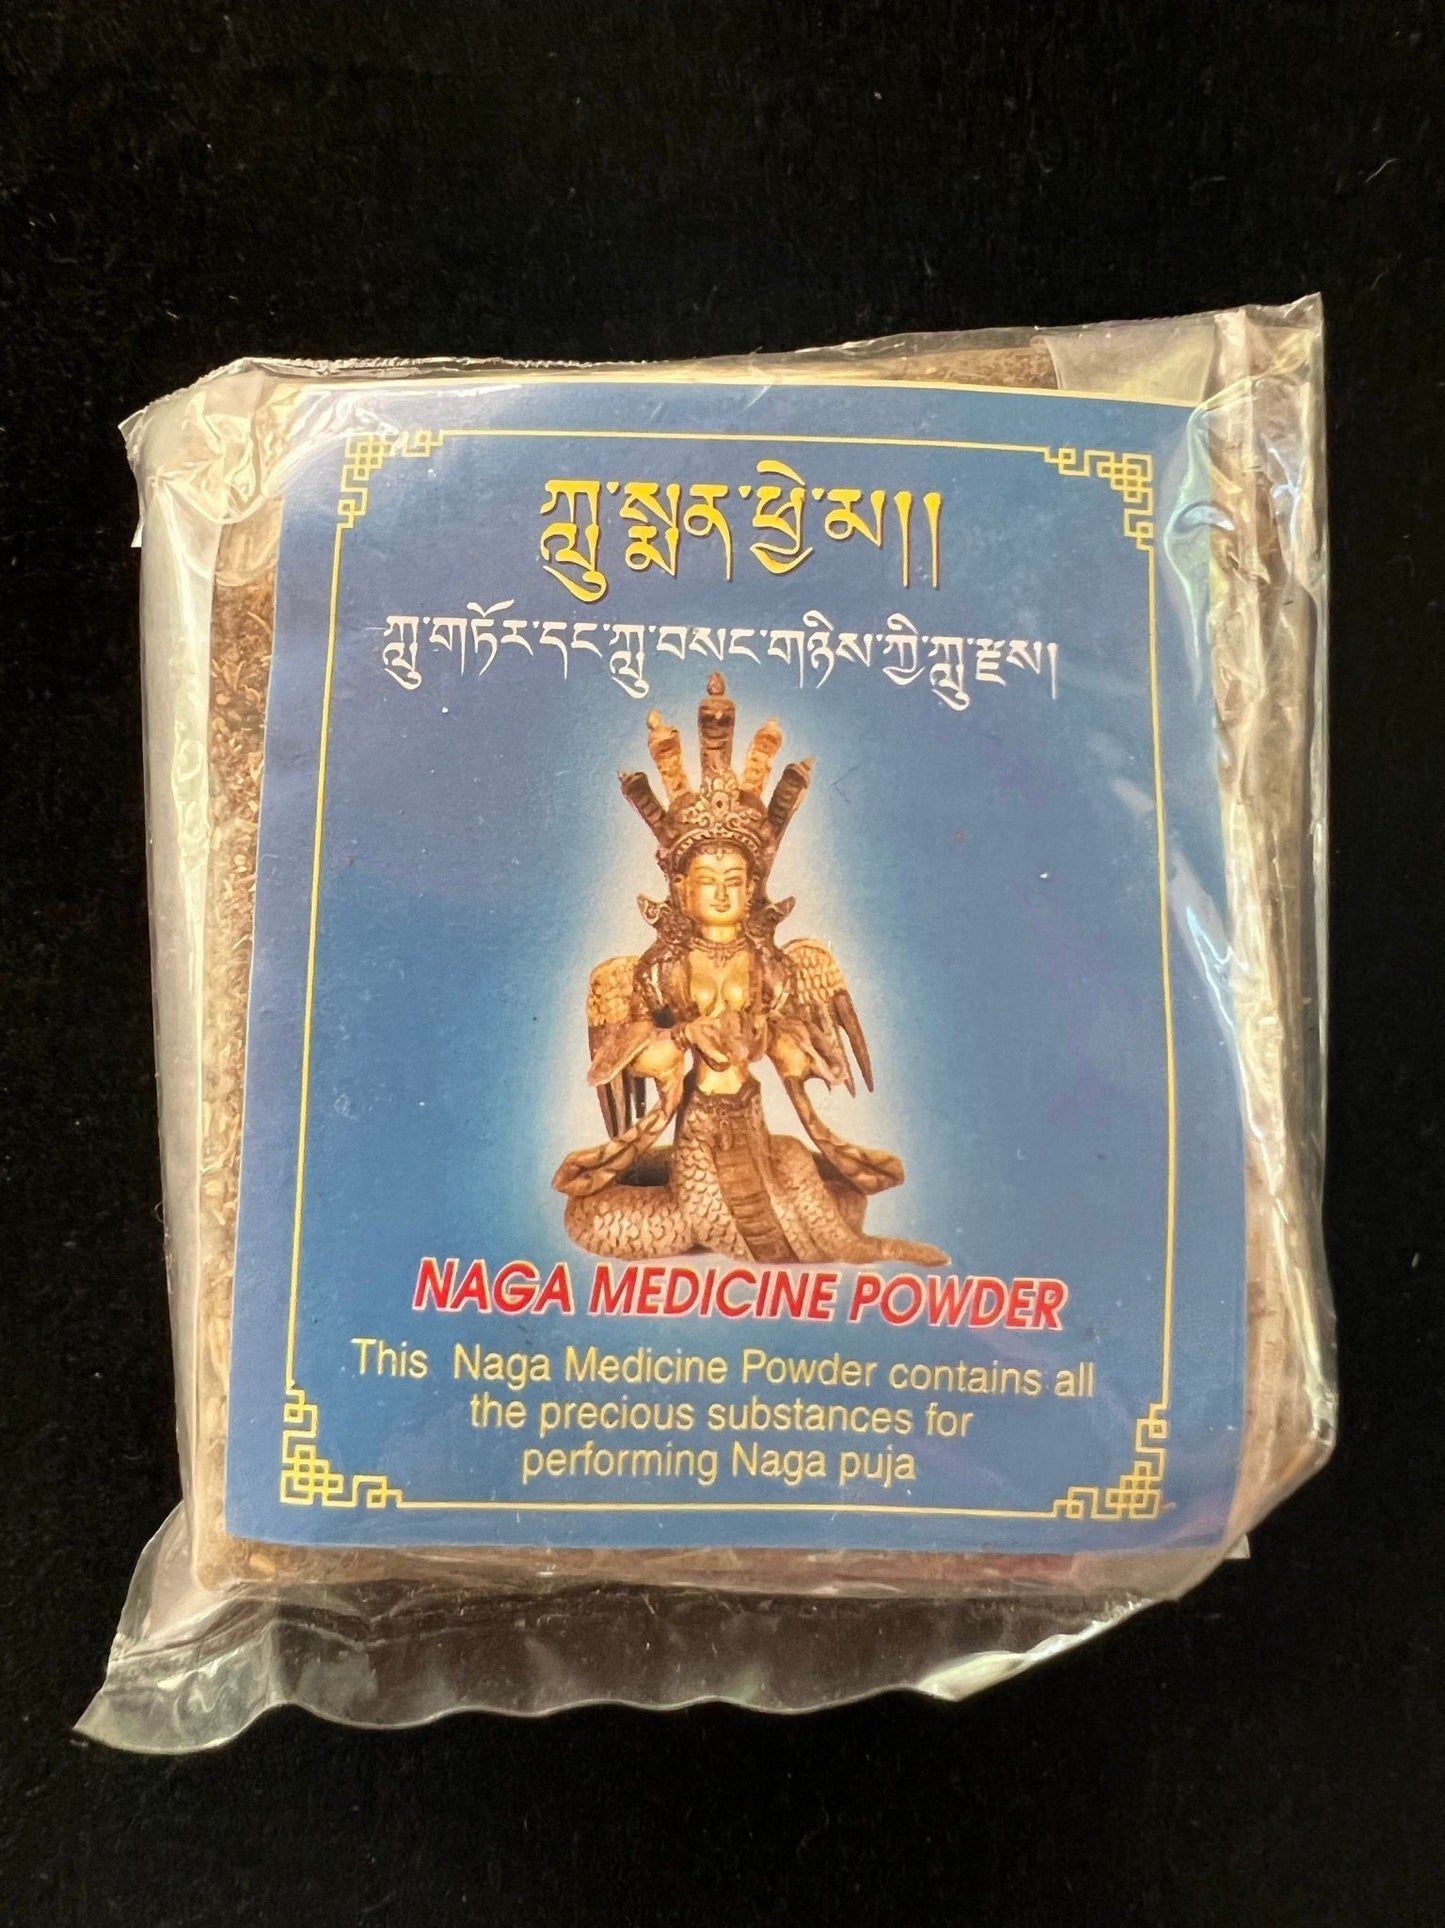 ཀླུ་སྨན་ཕྱེ་མ།།
ཀླུ་གཏོར་དང་ཀླུ་བསང་གཉིས་ཀྱི་ཀླུ་རྫས།
NAGA MEDICINE POWDER
This Naga Medicine Powder contains all
the precious substances for
performing Naga puja